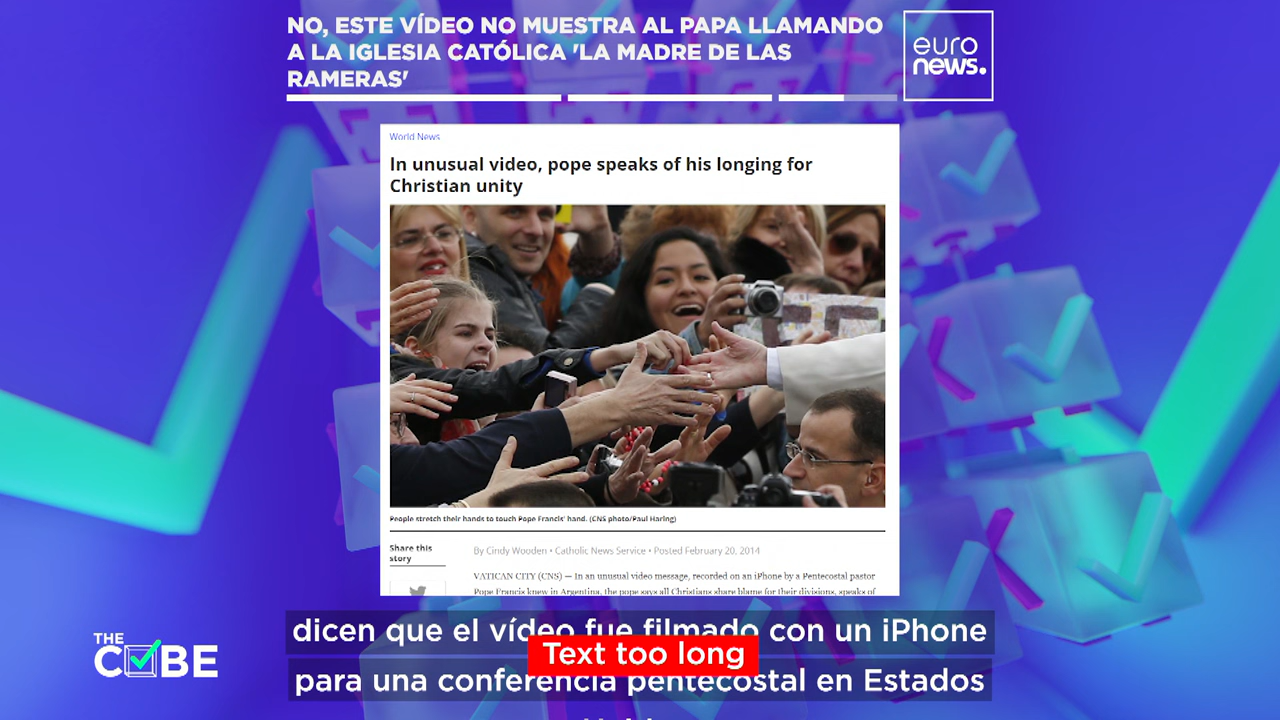 NO, ESTE VÍDEO NO MUESTRA AL PAPA LLAMANDO
A LA IGLESIA CATÓLICA 'LA MADRE DE LAS
RAMERAS'
euro
news.
World News
In unusual video, pope speaks of his longing for
Christian unity
People stretch their hands to touch Pope Francis' hand. (CNS photo/Paul Haring)
Share this
story
By Cindy Wooden • Catholic News Service • Posted February 20, 2014
VATICAN CITY (CNS) — In an unusual video message, recorded on an iPhone by a Pentecostal pastor
Pope Francis knew in Argentina, the pope says all Christians share blame for their divisions, speaks of
dicen que el vídeo fue filmado con un iPhone
Text too long
para una conferencia pentecostal en Estados
THE
CUBE